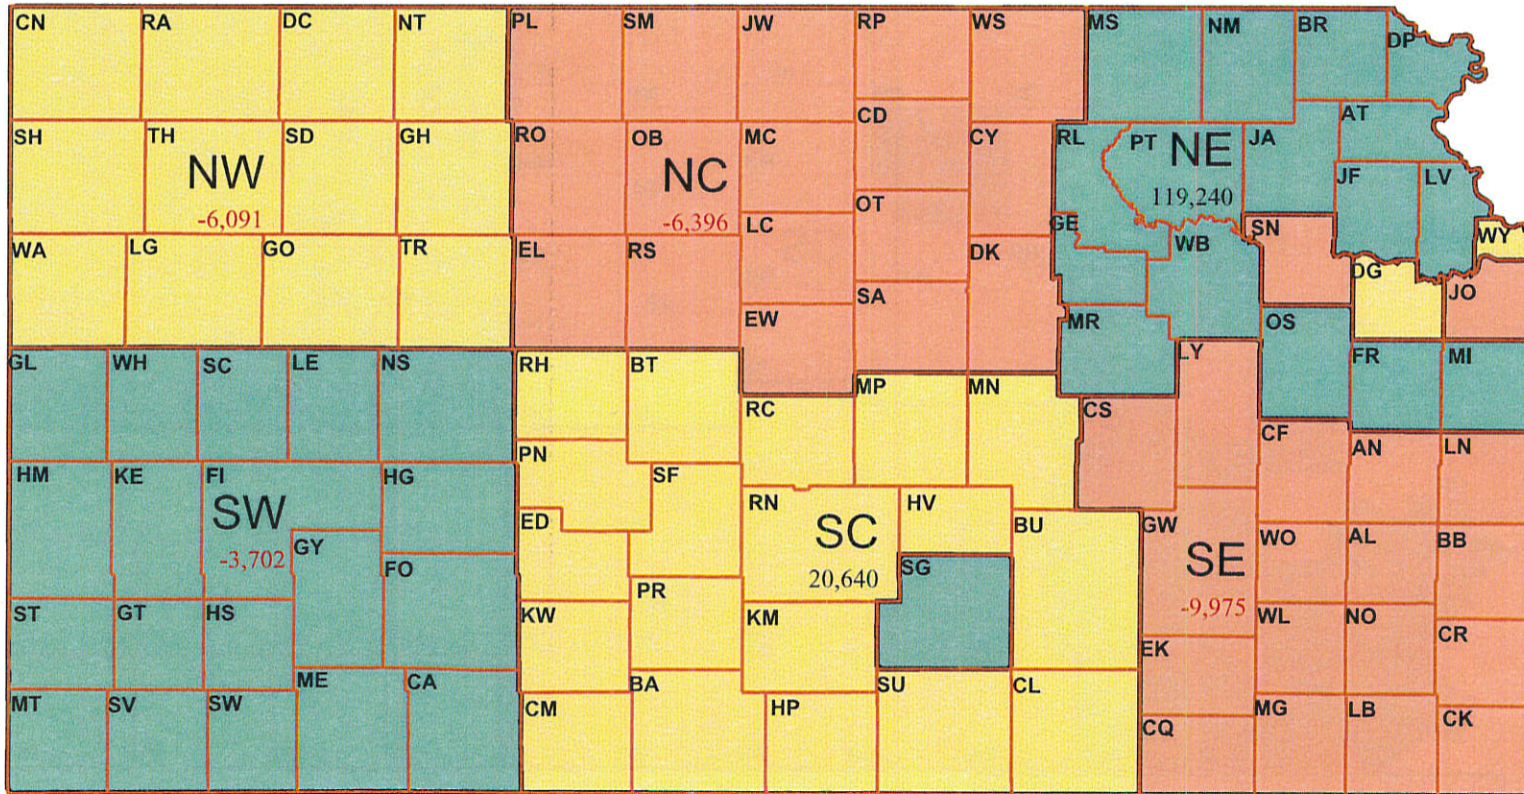 CN RA DC NT PL SM JW RP WS MS NM BR DP
SH TH SD GH RO OB MC CD CY RL PT NE JA AT
NW NC JF LV
-6,091 -6,396 119,240
LC OT GE SN
WA LG GO TR EL RS DK WB WY
DG
EW SA MR OS JO
GL WH SC LE NS RH BT MP MN LY FR MI
RC CS
CF AN LN
HM KE FI HG PN SF
SW RN SC HV
ED BU GW SE WO AL BB
-3,702 GY FO SG
20,640
PR -9,975
ST GT HS KW KM WL NO CR
EK
ME CA BA SU CL
MT SV SW CM HP MG LB CK
CQ